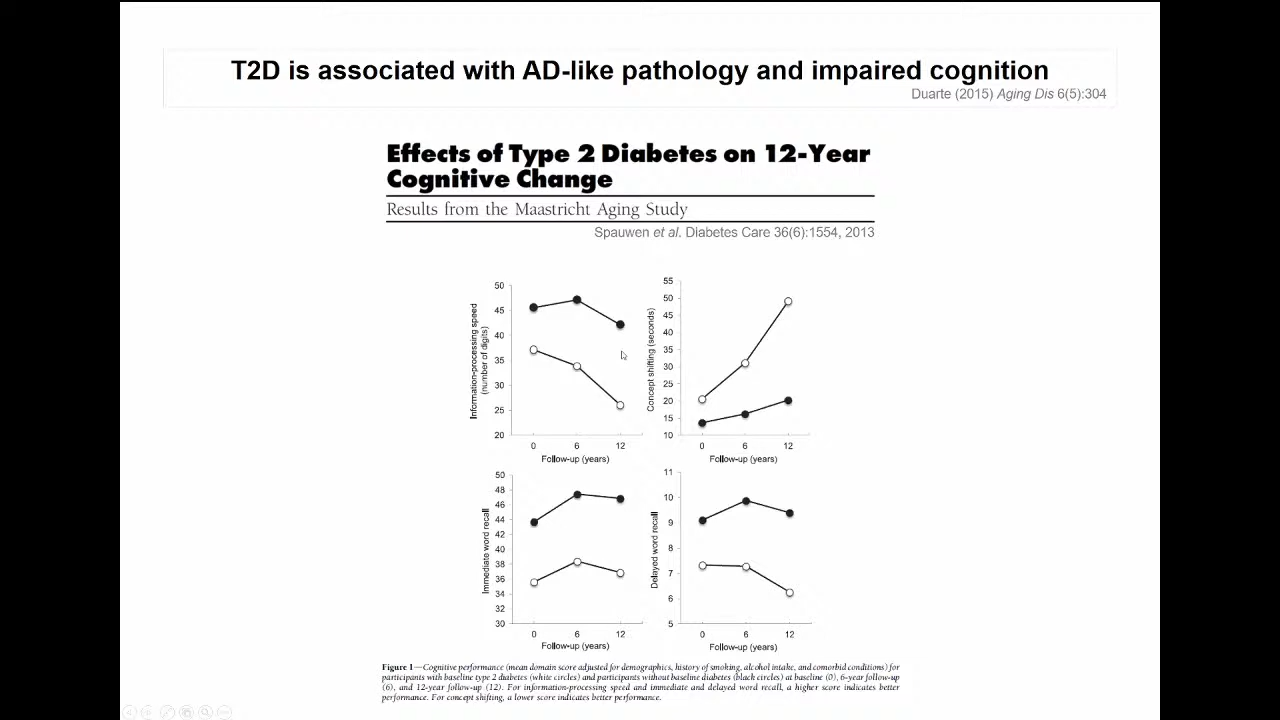 T2D is associated with AD-like pathology and impaired cognition
Duarte (2015) Aging Dis 6(5):304
Effects of Type 2 Diabetes on 12-Year
Cognitive Change
Results from the Maastricht Aging Study
Spauwen et al. Diabetes Care 36(6):1554, 2013
Information-processing speed
(number of digits)
50
45
40
35
30
25
20
0 6 12
Follow-up (years)
Concept shifting (seconds)
55
50
45
40
35
30
25
20
15
10
0 6 12
Follow-up (years)
Immediate word recall
50
48
46
44
42
40
38
36
34
32
30
0 6 12
Follow-up (years)
Delayed word recall
11
10
9
8
7
6
5
0 6 12
Follow-up (years)
Figure 1—Cognitive performance (mean domain score adjusted for demographics, history of smoking, alcohol intake, and comorbid conditions) for
participants with baseline type 2 diabetes (white circles) and participants without baseline diabetes (black circles) at baseline (0), 6-year follow-up
(6), and 12-year follow-up (12). For information-processing speed and immediate and delayed word recall, a higher score indicates better
performance. For concept shifting, a lower score indicates better performance.